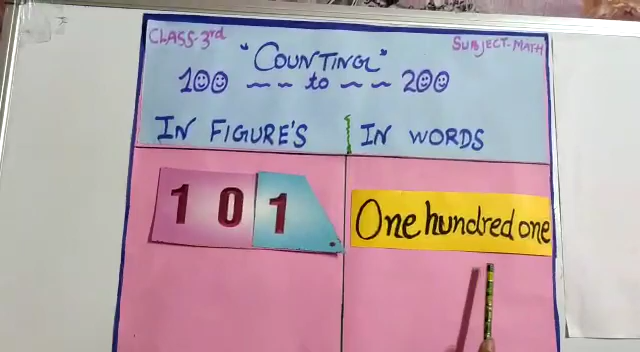 CLASS-3rd
SUBJECT-MATH
"COUNTING"
100 ~~ to ~~ 200
IN FIGURE'S
IN WORDS
101
One hundred one